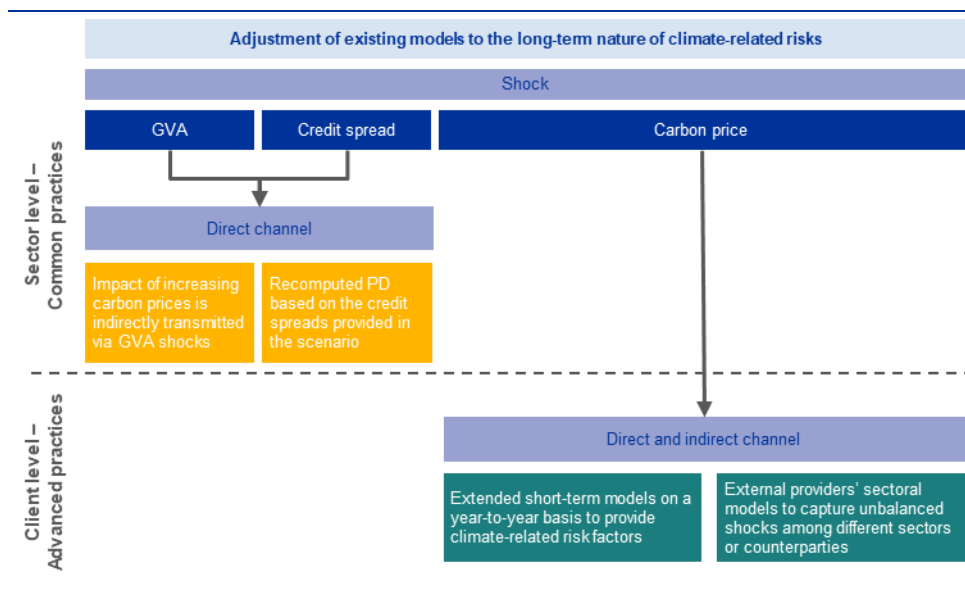 Adjustment of existing models to the long-term nature of climate-related risks
Shock
GVA
Credit spread
Carbon price
Sector level –
Common practices
Direct channel
Impact of increasing
carbon prices is
indirectly transmitted
via GVA shocks
Recomputed PD
based on the credit
spreads provided in
the scenario
Client level –
Advanced practices
Direct and indirect channel
Extended short-term models on a
year-to-year basis to provide
climate-related risk factors
External providers' sectoral
models to capture unbalanced
shocks among different sectors
or counterparties